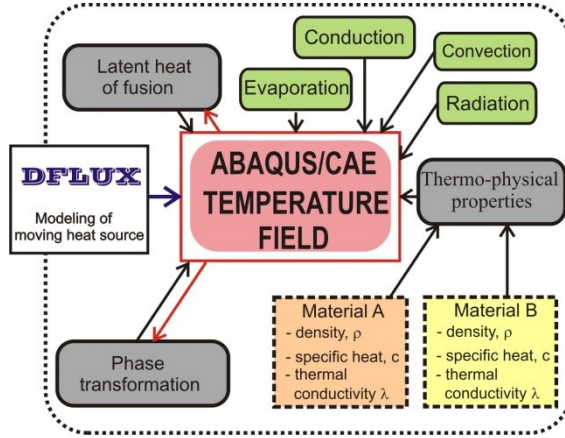 Conduction
Latent heat
of fusion
Convection
Evaporation
Radiation
ABAQUS/CAE
TEMPERATURE
FIELD
DFLUX
Modeling of
moving heat source
Thermo-physical
properties
Phase
transformation
Material A
- density, ρ
- specific heat, c
- thermal
conductivity λ
Material B
- density, ρ
- specific heat, c
- thermal
conductivity λ